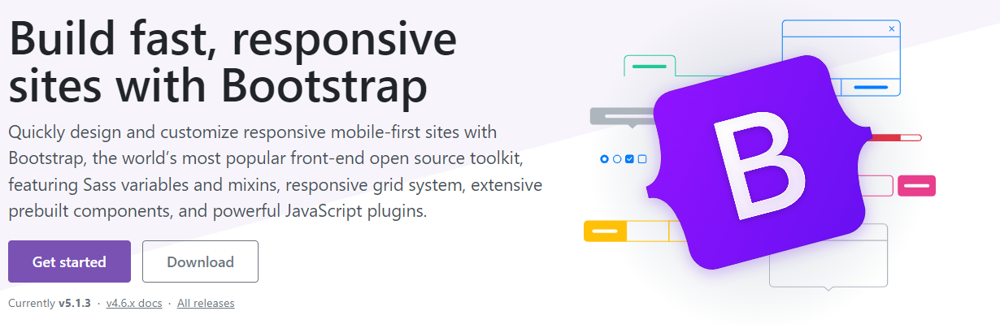 Build fast, responsive
sites with Bootstrap
Quickly design and customize responsive mobile-first sites with
Bootstrap, the world’s most popular front-end open source toolkit,
featuring Sass variables and mixins, responsive grid system, extensive
prebuilt components, and powerful JavaScript plugins.
Get started
Download
Currently v5.1.3 · v4.6.x docs · All releases
B